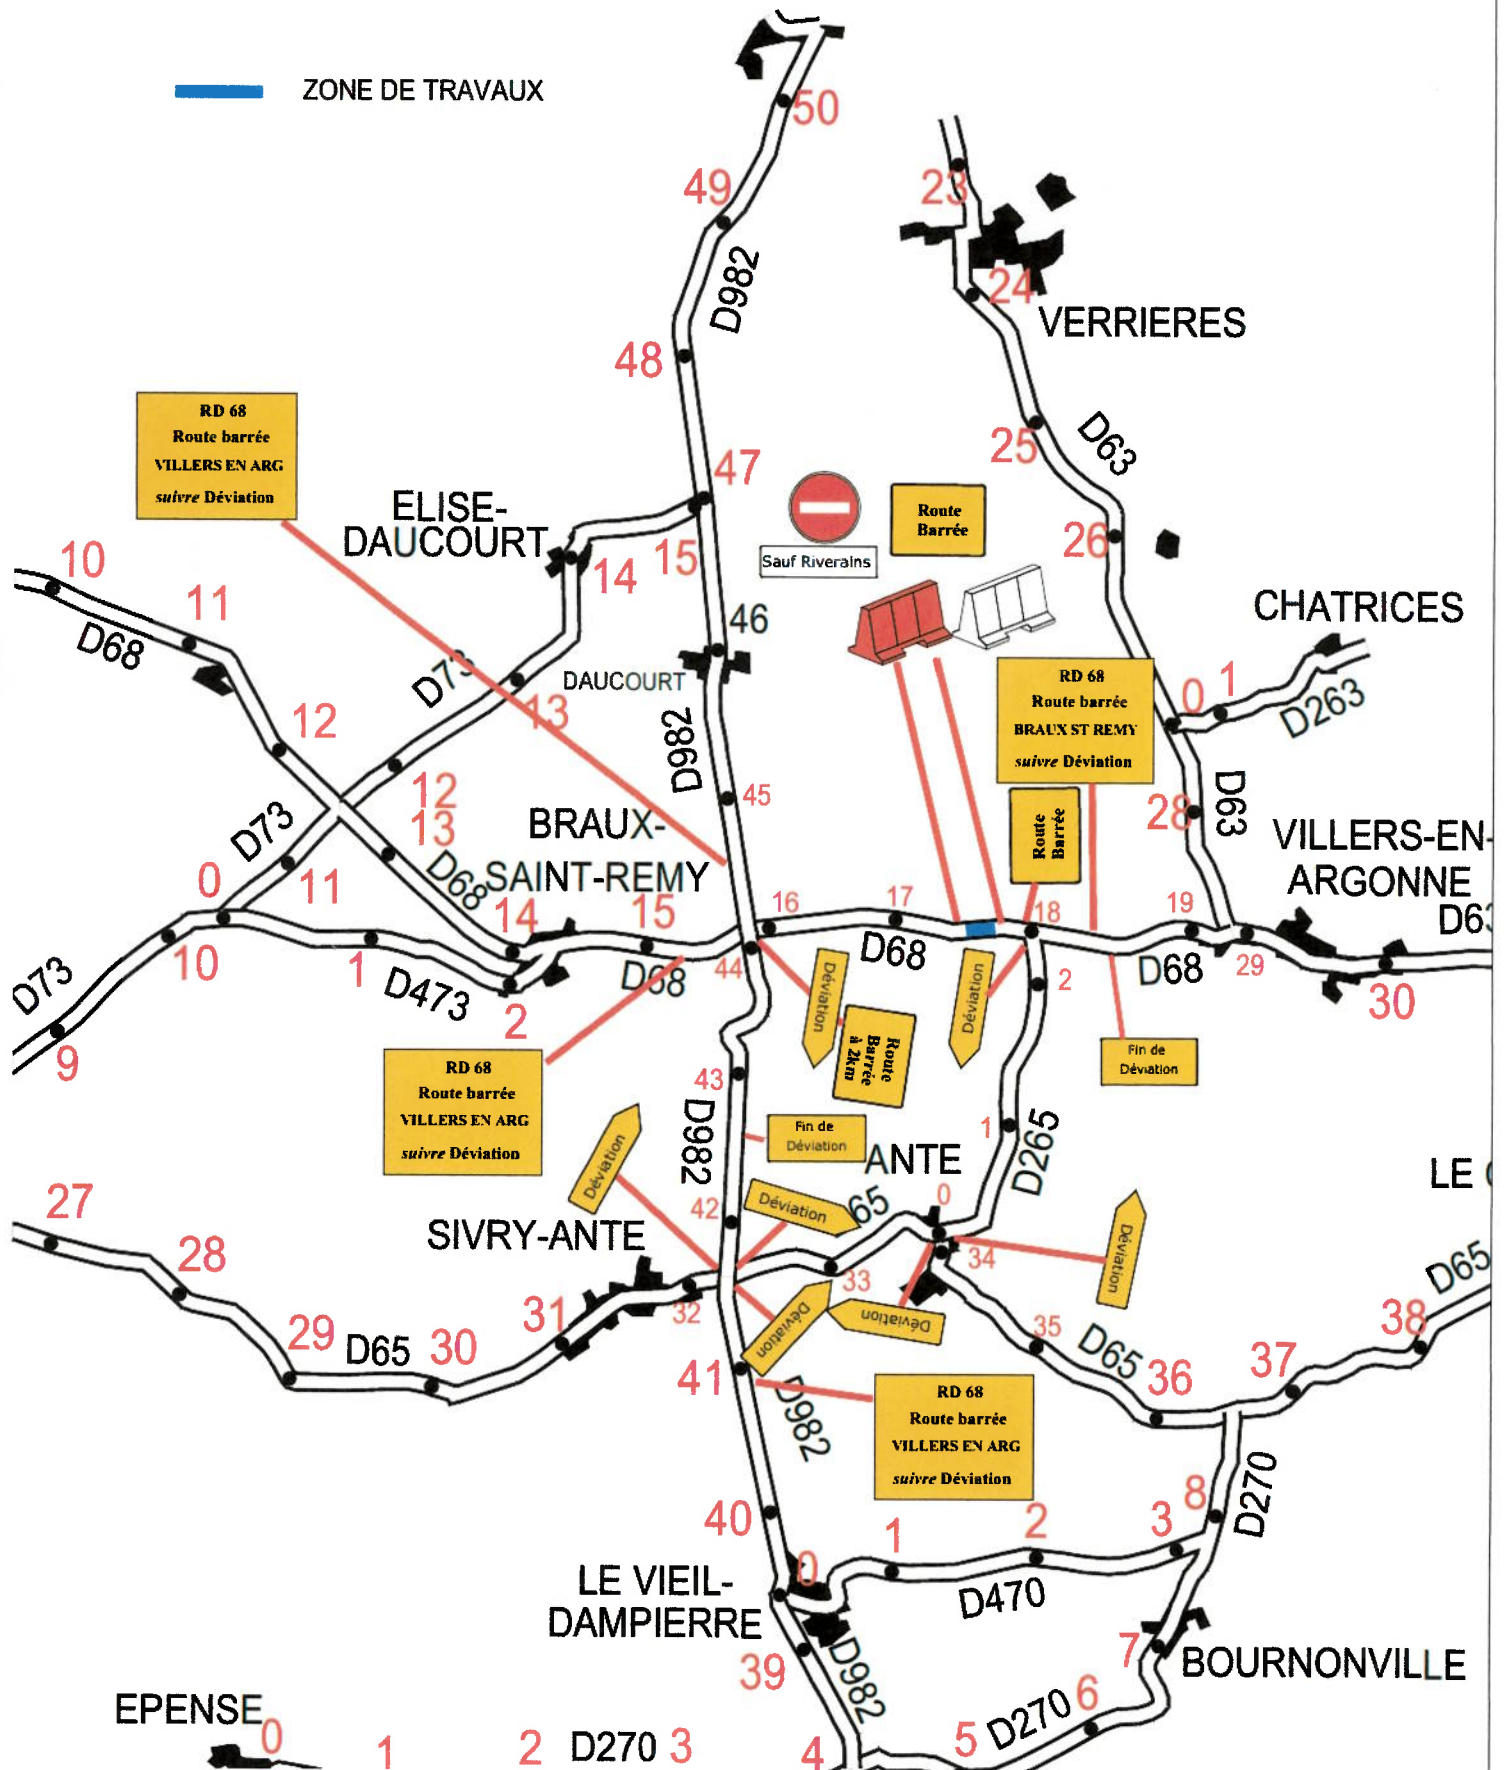 ZONE DE TRAVAUX
50
49
23
D982
24
VERRIERES
48
RD 68
Route barrée
VILLERS EN ARG
suivre Déviation
25
D63
47
ELISE-
DAUCOURT
Route
Barrée
Sauf Riverains
26
10
14
15
11
D68
46
CHATRICES
D73
DAUCOURT
13
RD 68
Route barrée
BRAUX ST REMY
suivre Déviation
0
1
D263
12
D982
45
12
13
D73
BRAUX-
SAINT-REMY
Route
Barrée
28
D63
VILLERS-EN-
ARGONNE
0
11
D68
14
15
16
17
18
19
D63
10
1
D473
2
D68
44
D68
D68
29
30
D73
9
Déviation
Déviation
2
Route
Barrée
à 2km
Fin de
Déviation
RD 68
Route barrée
VILLERS EN ARG
suivre Déviation
43
D982
Fin de
Déviation
1
D265
ANTE
Déviation
LE
27
28
SIVRY-ANTE
42
Déviation
65
0
34
Déviation
D65
29
D65
30
31
32
33
Déviation
Déviation
35
D65
36
37
38
41
D982
RD 68
Route barrée
VILLERS EN ARG
suivre Déviation
40
0
1
2
3
8
D270
LE VIEIL-
DAMPIERRE
D470
39
D982
7
BOURNONVILLE
EPENSE
0
1
2
D270
3
4
5
D270
6